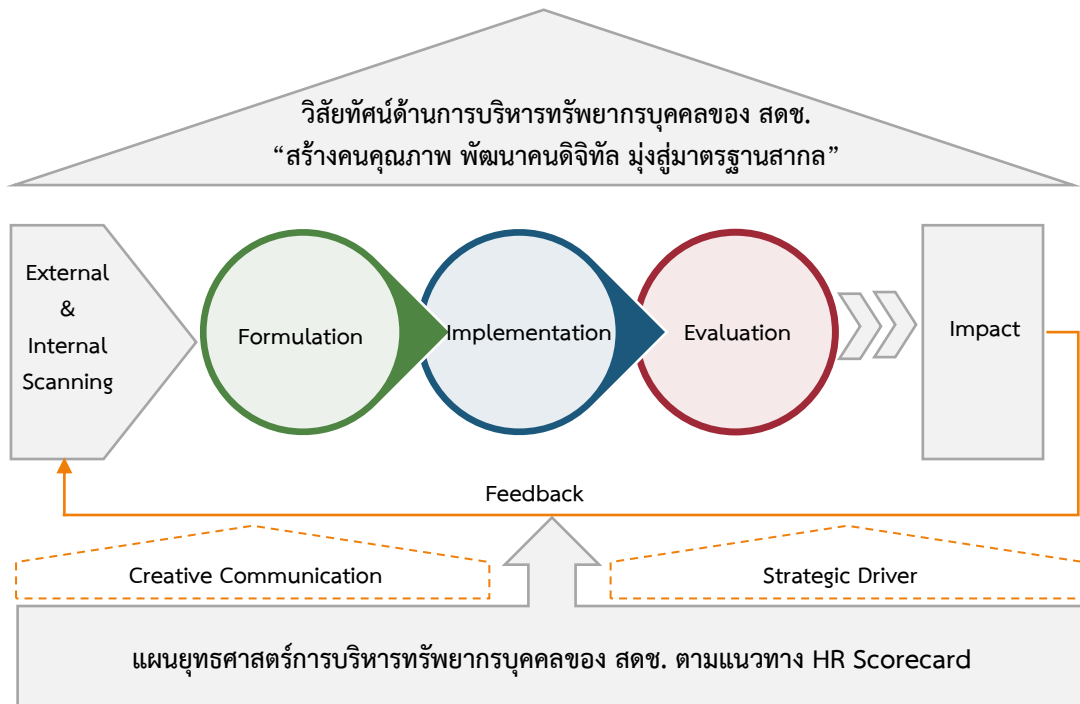 วิสัยทัศน์ด้านการบริหารทรัพยากรบุคคลของ สดช.
“สร้างคนคุณภาพ พัฒนาคนดิจิทัล มุ่งสู่มาตรฐานสากล”
External
&
Internal
Scanning
Formulation
Implementation
Evaluation
Impact
Feedback
Creative Communication
Strategic Driver
แผนยุทธศาสตร์การบริหารทรัพยากรบุคคลของ สดช. ตามแนวทาง HR Scorecard